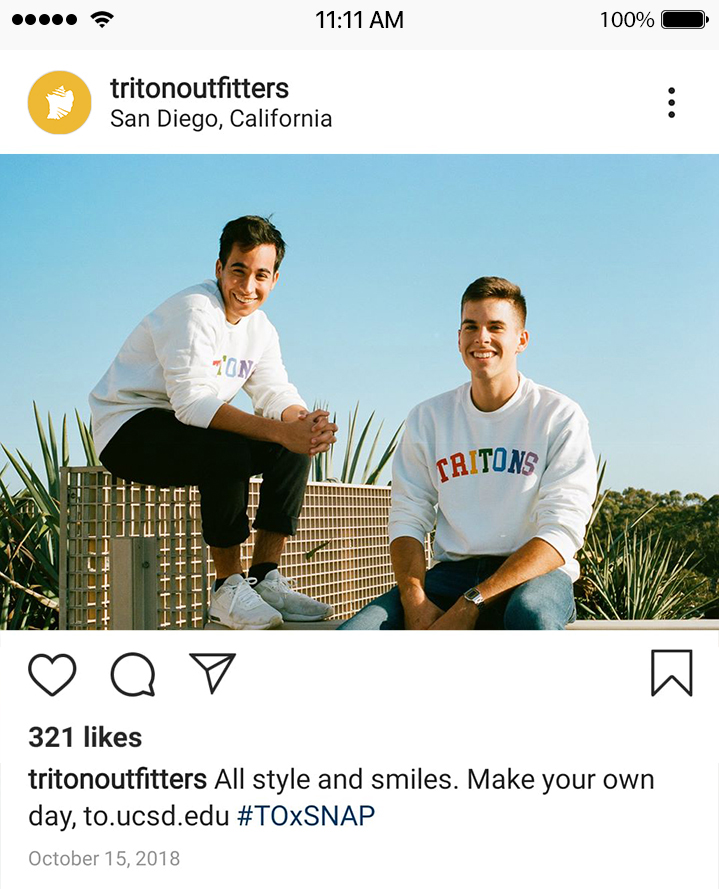 11:11 AM
100%
tritonoutfitters
San Diego, California
TON
TRITONS
321 likes
tritonoutfitters All style and smiles. Make your own
day, to.ucsd.edu #TOxSNAP
October 15, 2018